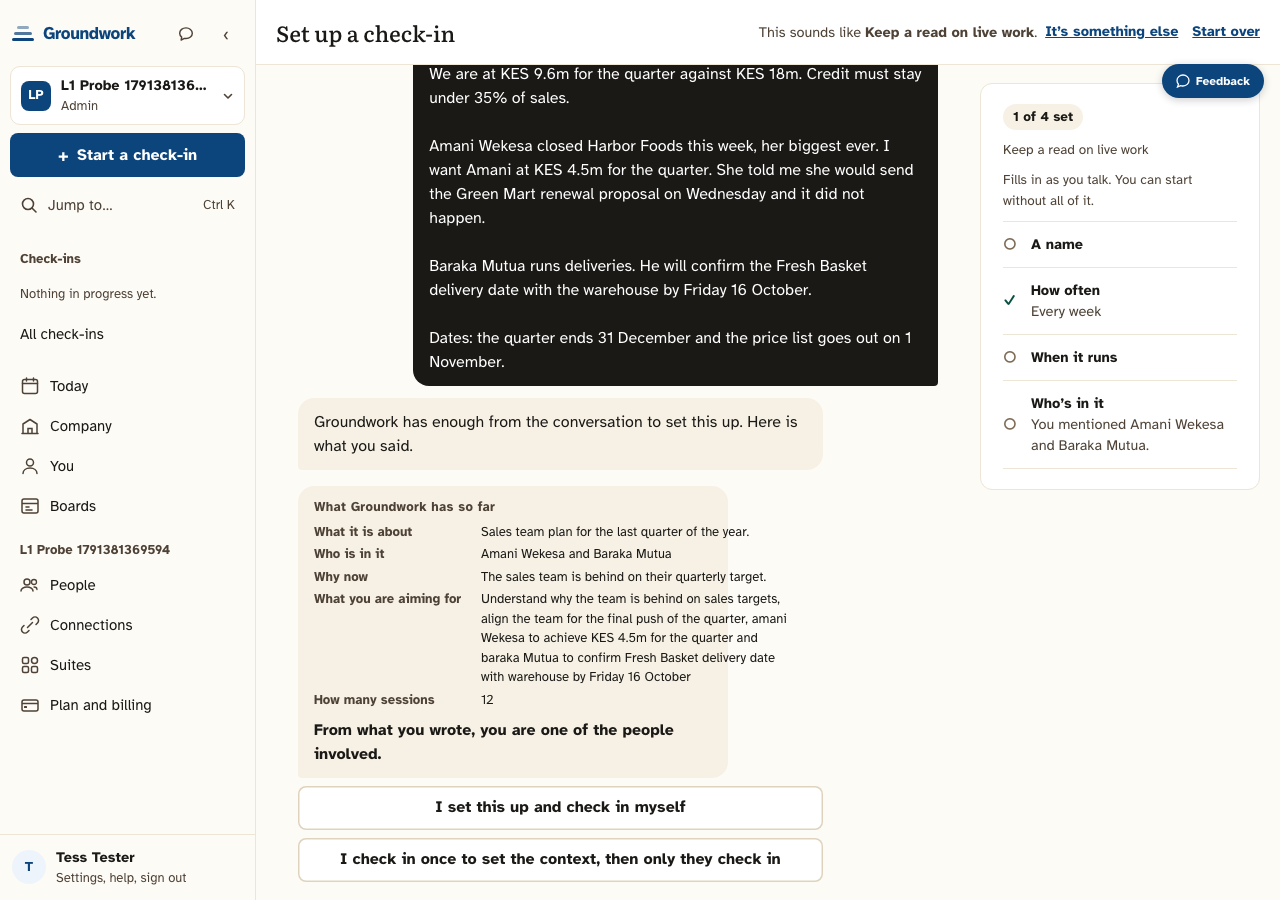 Groundwork
LP
L1 Probe 179138136...
Admin
+ Start a check-in
Jump to...
Ctrl K
Check-ins
Nothing in progress yet.
All check-ins
Today
Company
You
Boards
L1 Probe 1791381369594
People
Connections
Suites
Plan and billing
T
Tess Tester
Settings, help, sign out
Set up a check-in
This sounds like Keep a read on live work. It's something else Start over
Feedback
We are at KES 9.6m for the quarter against KES 18m. Credit must stay
under 35% of sales.
Amani Wekesa closed Harbor Foods this week, her biggest ever. I
want Amani at KES 4.5m for the quarter. She told me she would send
the Green Mart renewal proposal on Wednesday and it did not
happen.
Baraka Mutua runs deliveries. He will confirm the Fresh Basket
delivery date with the warehouse by Friday 16 October.
Dates: the quarter ends 31 December and the price list goes out on 1
November.
Groundwork has enough from the conversation to set this up. Here is
what you said.
What Groundwork has so far
What it is about Sales team plan for the last quarter of the year.
Who is in it Amani Wekesa and Baraka Mutua
Why now The sales team is behind on their quarterly target.
What you are aiming for Understand why the team is behind on sales targets,
align the team for the final push of the quarter, amani
Wekesa to achieve KES 4.5m for the quarter and
baraka Mutua to confirm Fresh Basket delivery date
with warehouse by Friday 16 October
How many sessions 12
From what you wrote, you are one of the people
involved.
I set this up and check in myself
I check in once to set the context, then only they check in
1 of 4 set
Keep a read on live work
Fills in as you talk. You can start
without all of it.
A name
How often
Every week
When it runs
Who's in it
You mentioned Amani Wekesa
and Baraka Mutua.